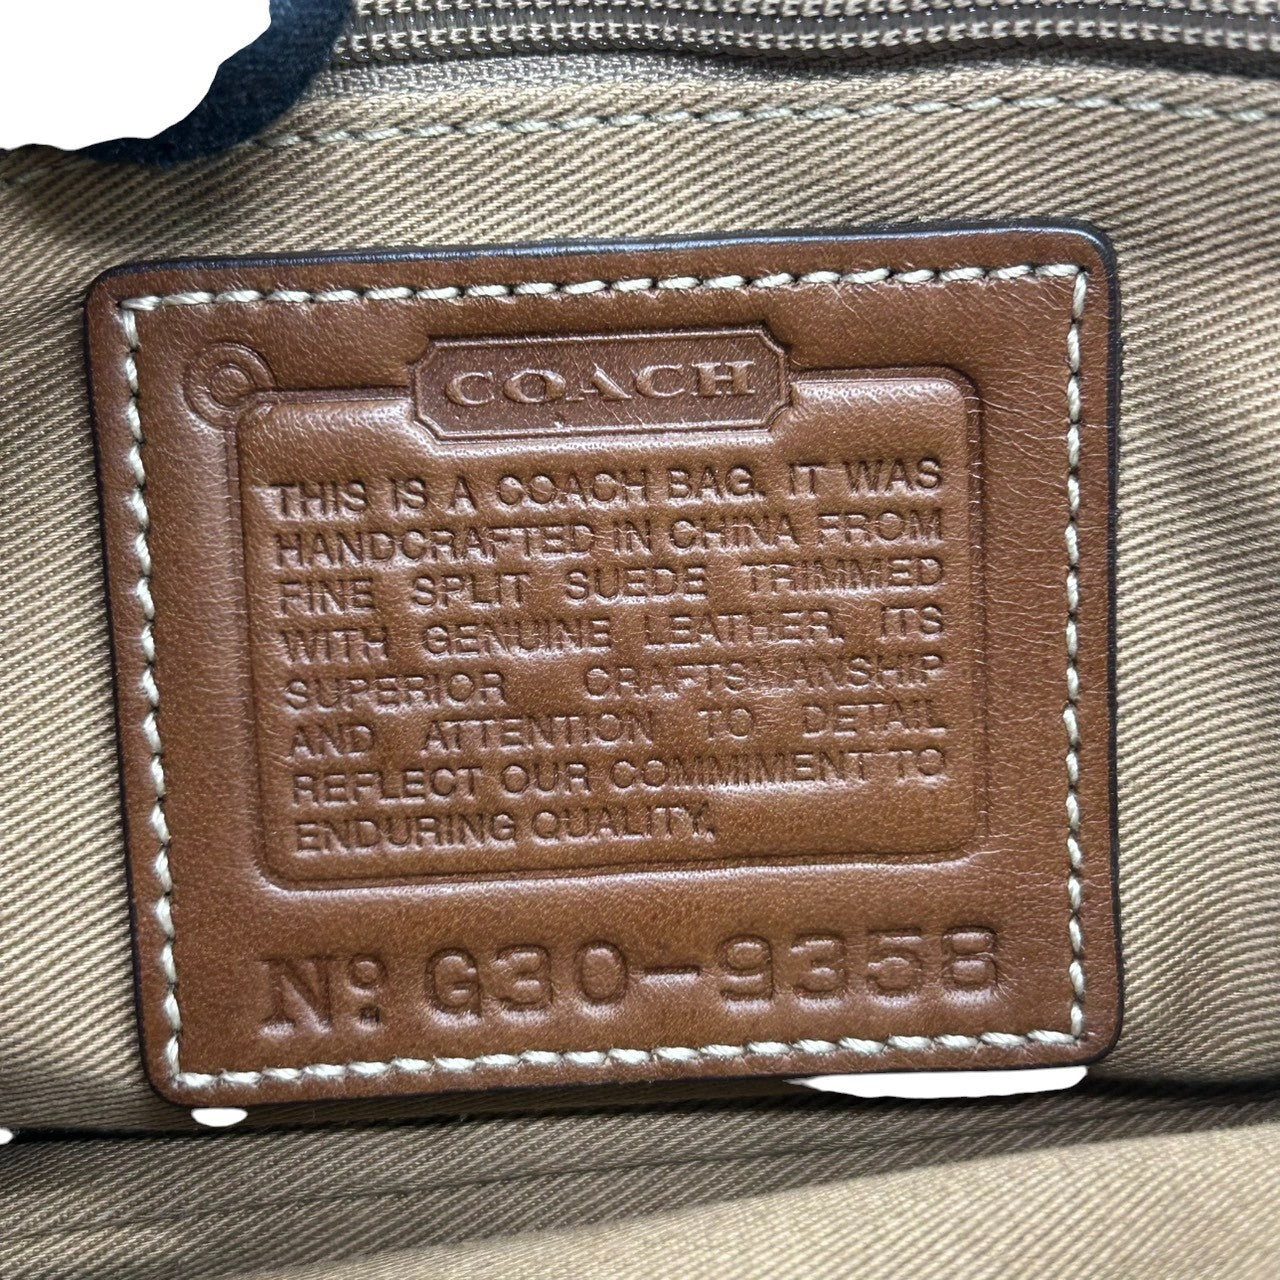 COACH
THIS IS A COACH BAG. IT WAS
HANDCRAFTED IN CHINA FROM
FINE SPLIT SUEDE TRIMMED
WITH GENUINE LEATHER. ITS
SUPERIOR CRAFTSMANSHIP
AND ATTENTION TO DETAIL
REFLECT OUR COMMIMENT TO
ENDURING QUALITY.
Nº G30-9358